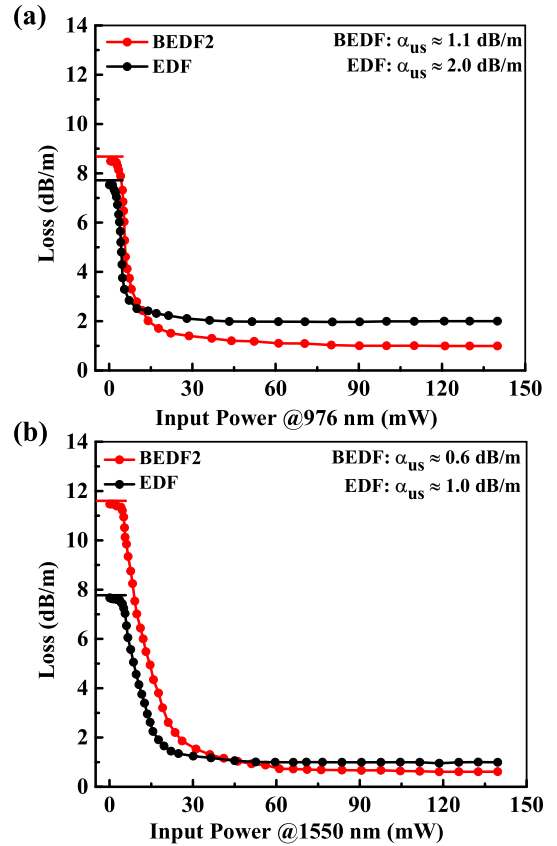 (a)
BEDF2
EDF
BEDF: αus ≈ 1.1 dB/m
EDF: αus ≈ 2.0 dB/m
14
12
10
8
6
4
2
0
Loss (dB/m)
0 30 60 90 120 150
Input Power @976 nm (mW)
(b)
BEDF2
EDF
BEDF: αus ≈ 0.6 dB/m
EDF: αus ≈ 1.0 dB/m
14
12
10
8
6
4
2
0
Loss (dB/m)
0 30 60 90 120 150
Input Power @1550 nm (mW)